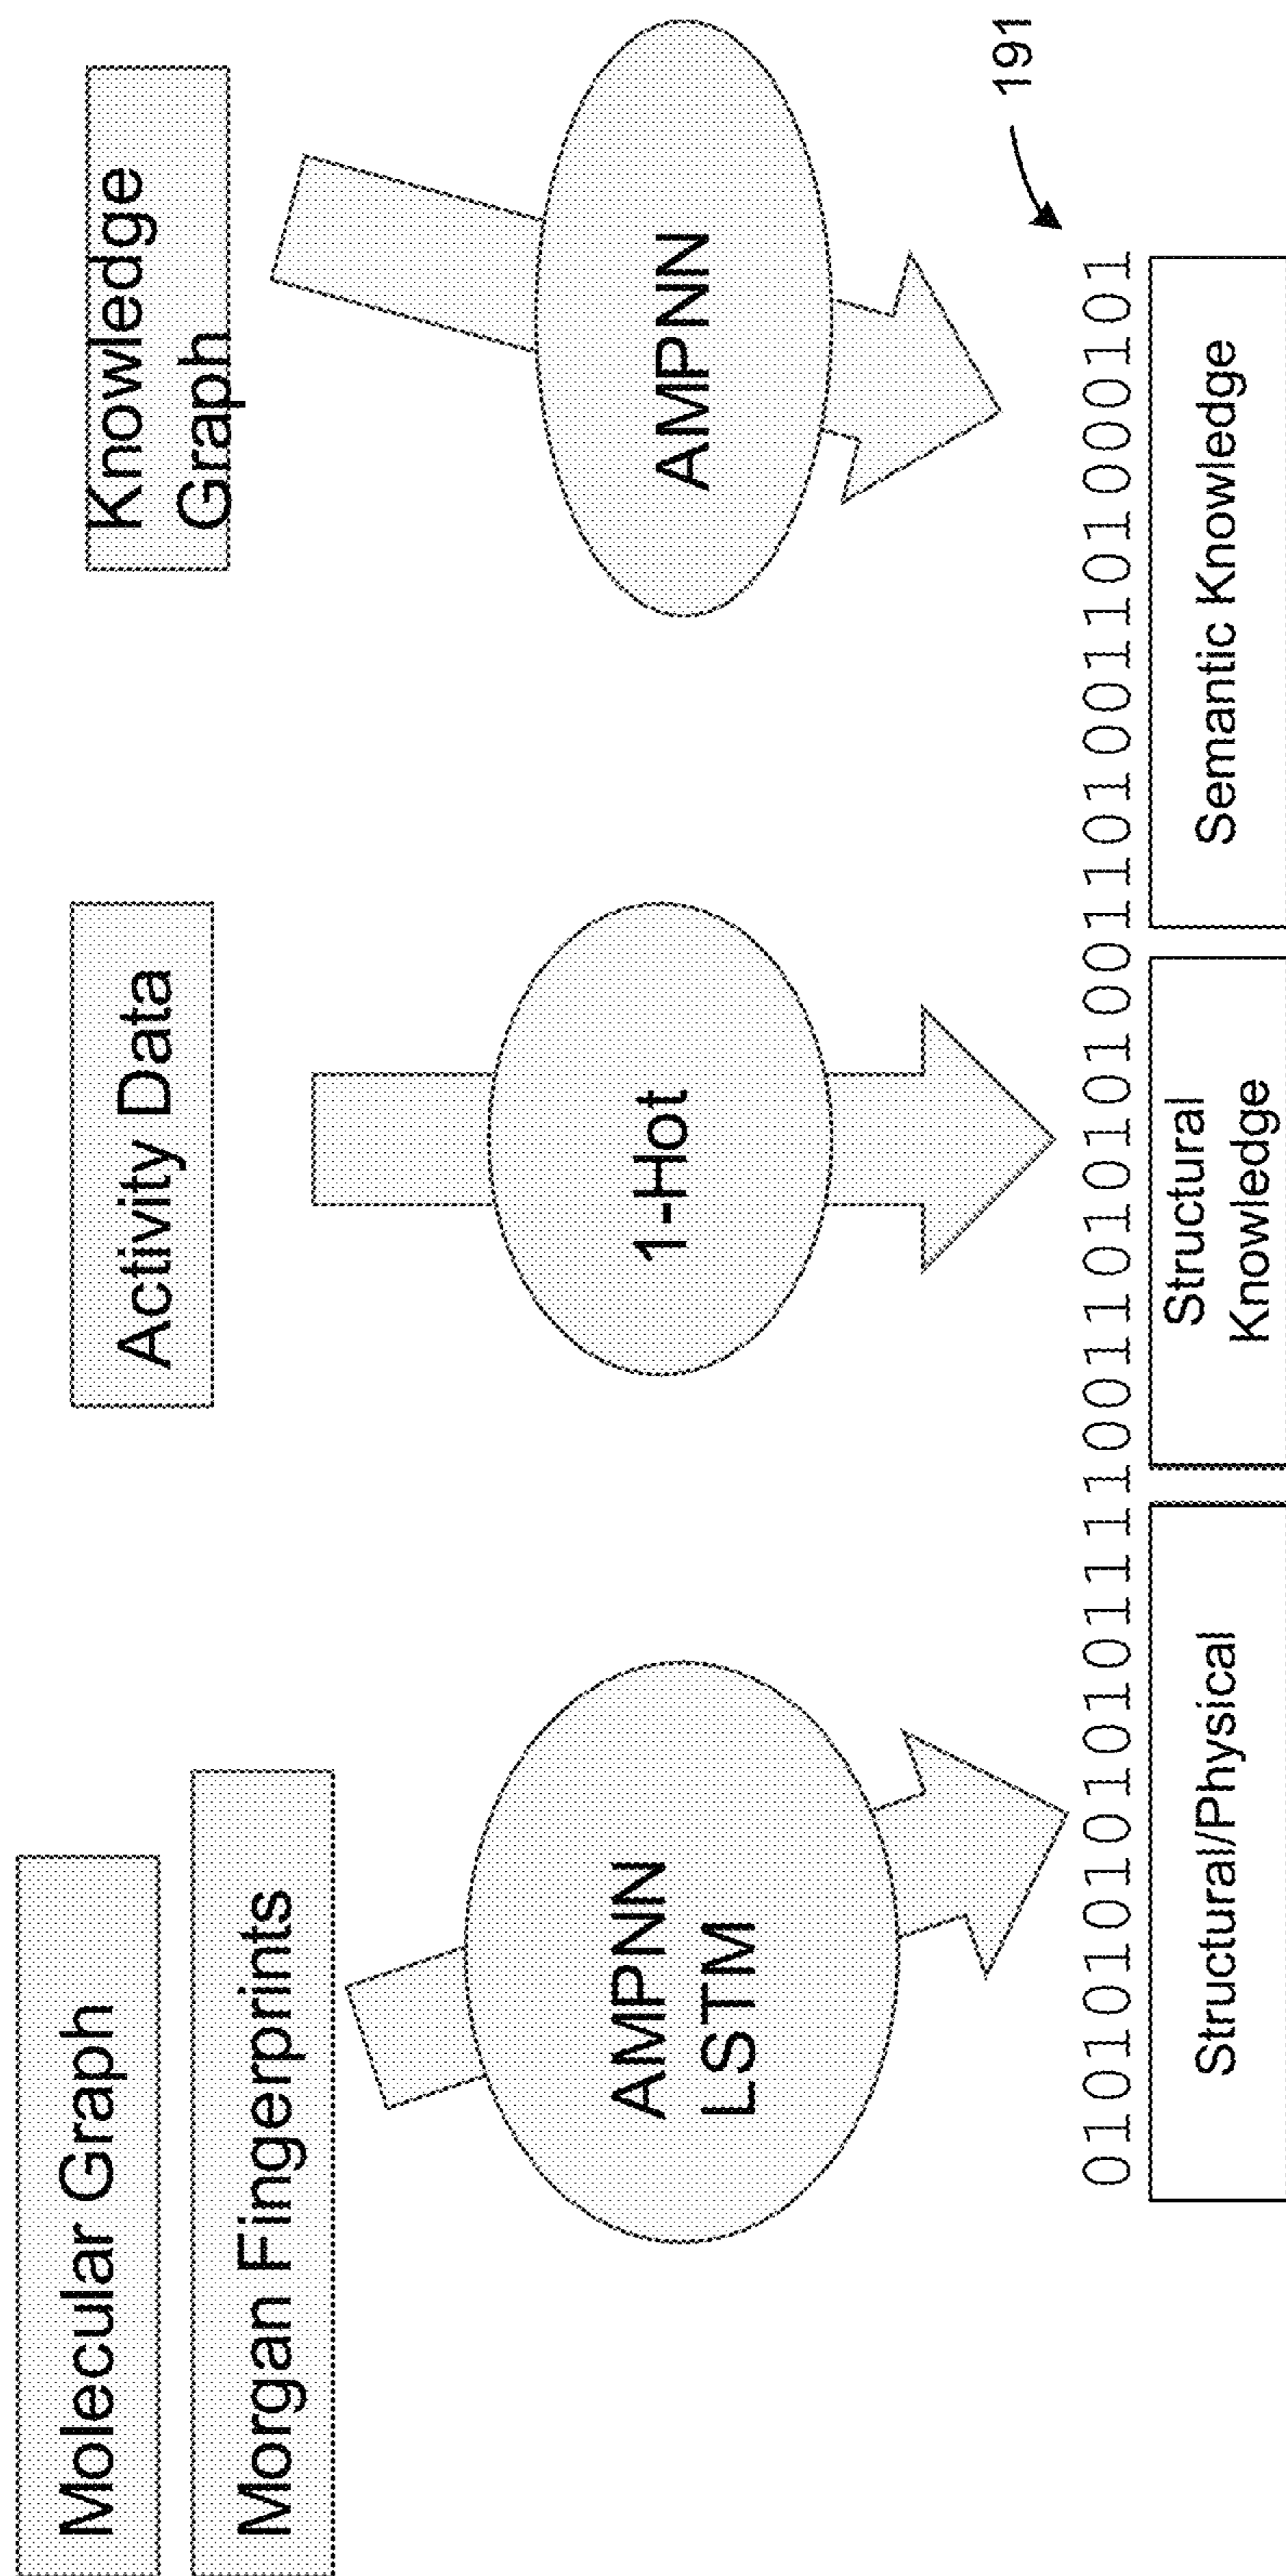 Molecular Graph
Morgan Fingerprints
Activity Data
Knowledge
Graph
AMPNN
LSTM
1-Hot
AMPNN
191
010101010101011110011010101001101001101000101
Structural/Physical
Structural
Knowledge
Semantic Knowledge